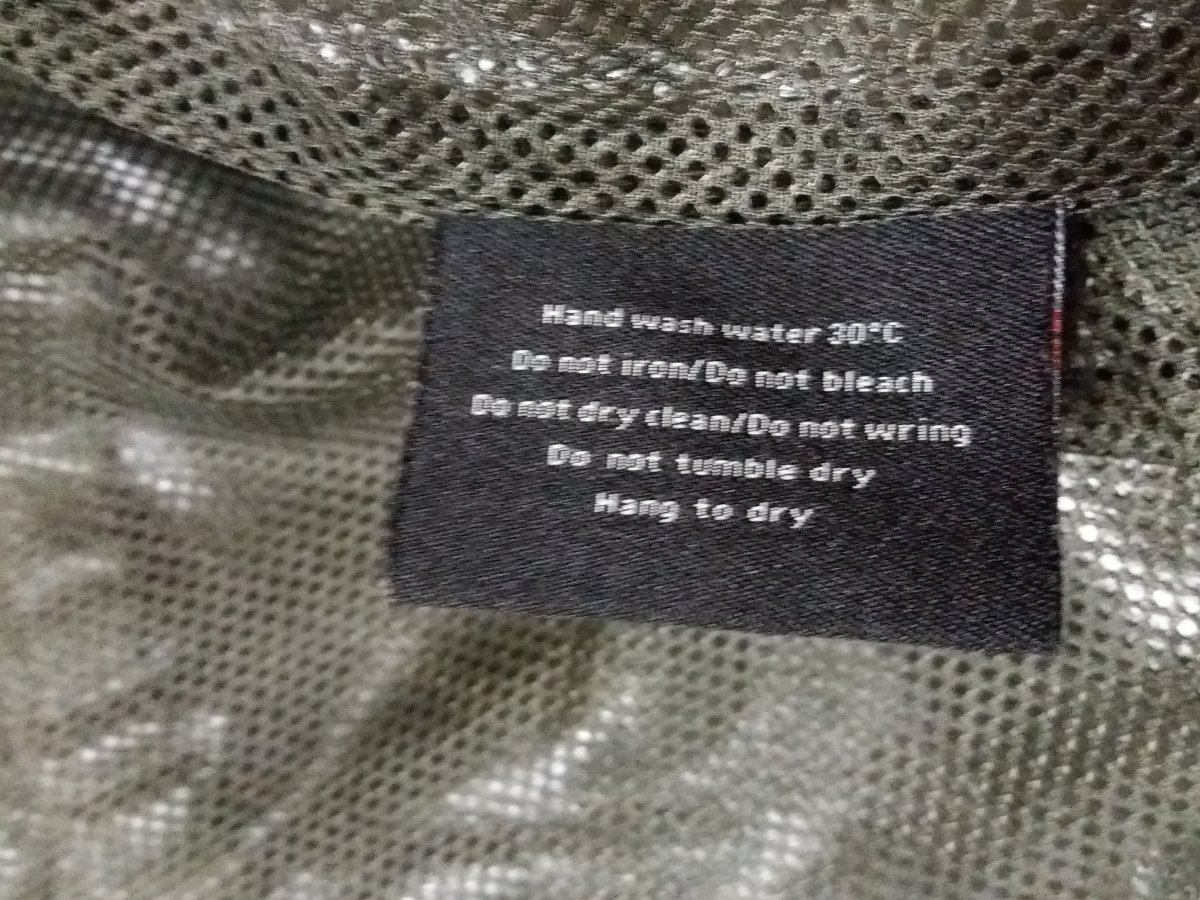 Hand wash water 30°C
Do not iron/Do not bleach
Do not dry clean/Do not wring
Do not tumble dry
Hang to dry